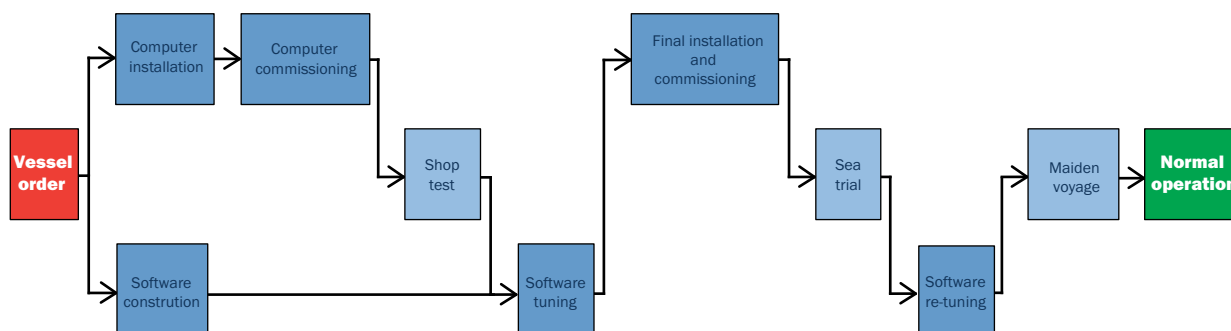 Vessel
order
Computer
installation
Computer
commissioning
Shop
test
Software
constrution
Software
tuning
Final installation
and
commissioning
Sea
trial
Software
re-tuning
Maiden
voyage
Normal
operation